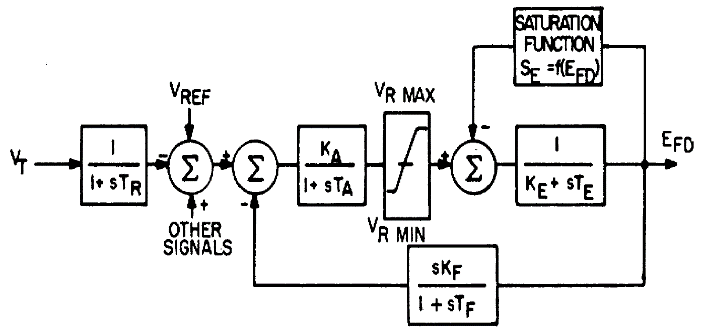 SATURATION
FUNCTION
S_E = f(E_FD)
V_REF
V_R MAX
V_T
1
1 + sT_R
-
Σ
+
OTHER
SIGNALS
+
Σ
-
K_A
1 + sT_A
V_R MIN
+
-
Σ
1
K_E + sT_E
E_FD
sK_F
1 + sT_F